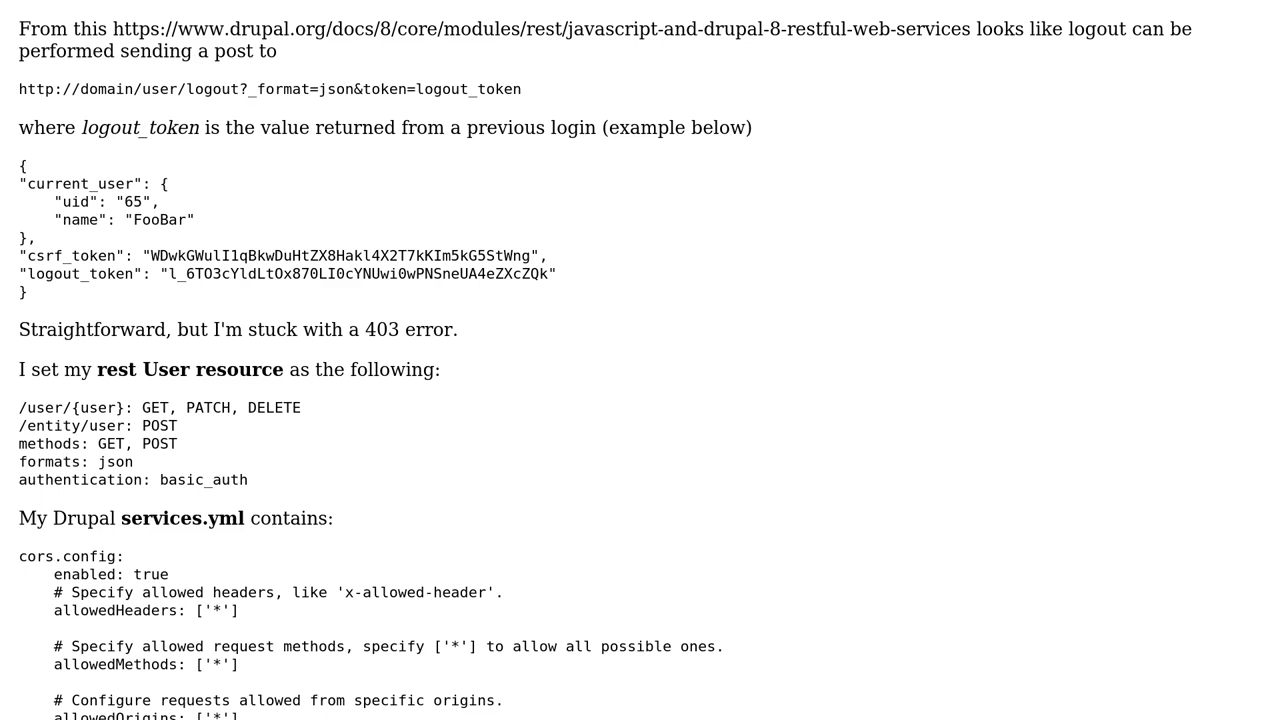 From this https://www.drupal.org/docs/8/core/modules/rest/javascript-and-drupal-8-restful-web-services looks like logout can be
performed sending a post to
http://domain/user/logout?_format=json&token=logout_token
where logout_token is the value returned from a previous login (example below)
{
"current_user": {
    "uid": "65",
    "name": "FooBar"
},
"csrf_token": "WDwkGWulI1qBkwDuHtZX8Hakl4X2T7kKIm5kG5StWng",
"logout_token": "l_6TO3cYldLtOx870LI0cYNUwi0wPNSneUA4eZXcZQk"
}
Straightforward, but I'm stuck with a 403 error.
I set my rest User resource as the following:
/user/{user}: GET, PATCH, DELETE
/entity/user: POST
methods: GET, POST
formats: json
authentication: basic_auth
My Drupal services.yml contains:
cors.config:
    enabled: true
    # Specify allowed headers, like 'x-allowed-header'.
    allowedHeaders: ['*']
    # Specify allowed request methods, specify ['*'] to allow all possible ones.
    allowedMethods: ['*']
    # Configure requests allowed from specific origins.
    allowedOrigins: ['*']